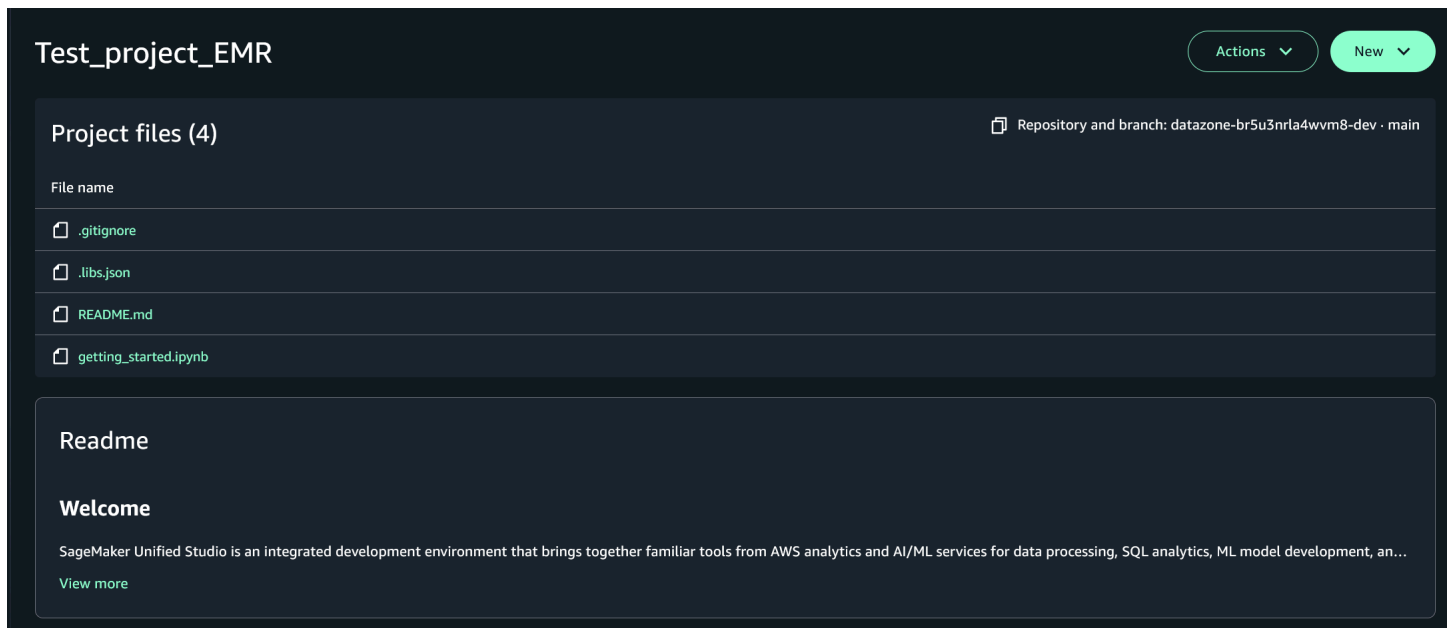 Test_project_EMR
Actions
New
Project files (4)
Repository and branch: datazone-br5u3nrla4wvm8-dev · main
File name
.gitignore
.libs.json
README.md
getting_started.ipynb
Readme
Welcome
SageMaker Unified Studio is an integrated development environment that brings together familiar tools from AWS analytics and AI/ML services for data processing, SQL analytics, ML model development, an...
View more